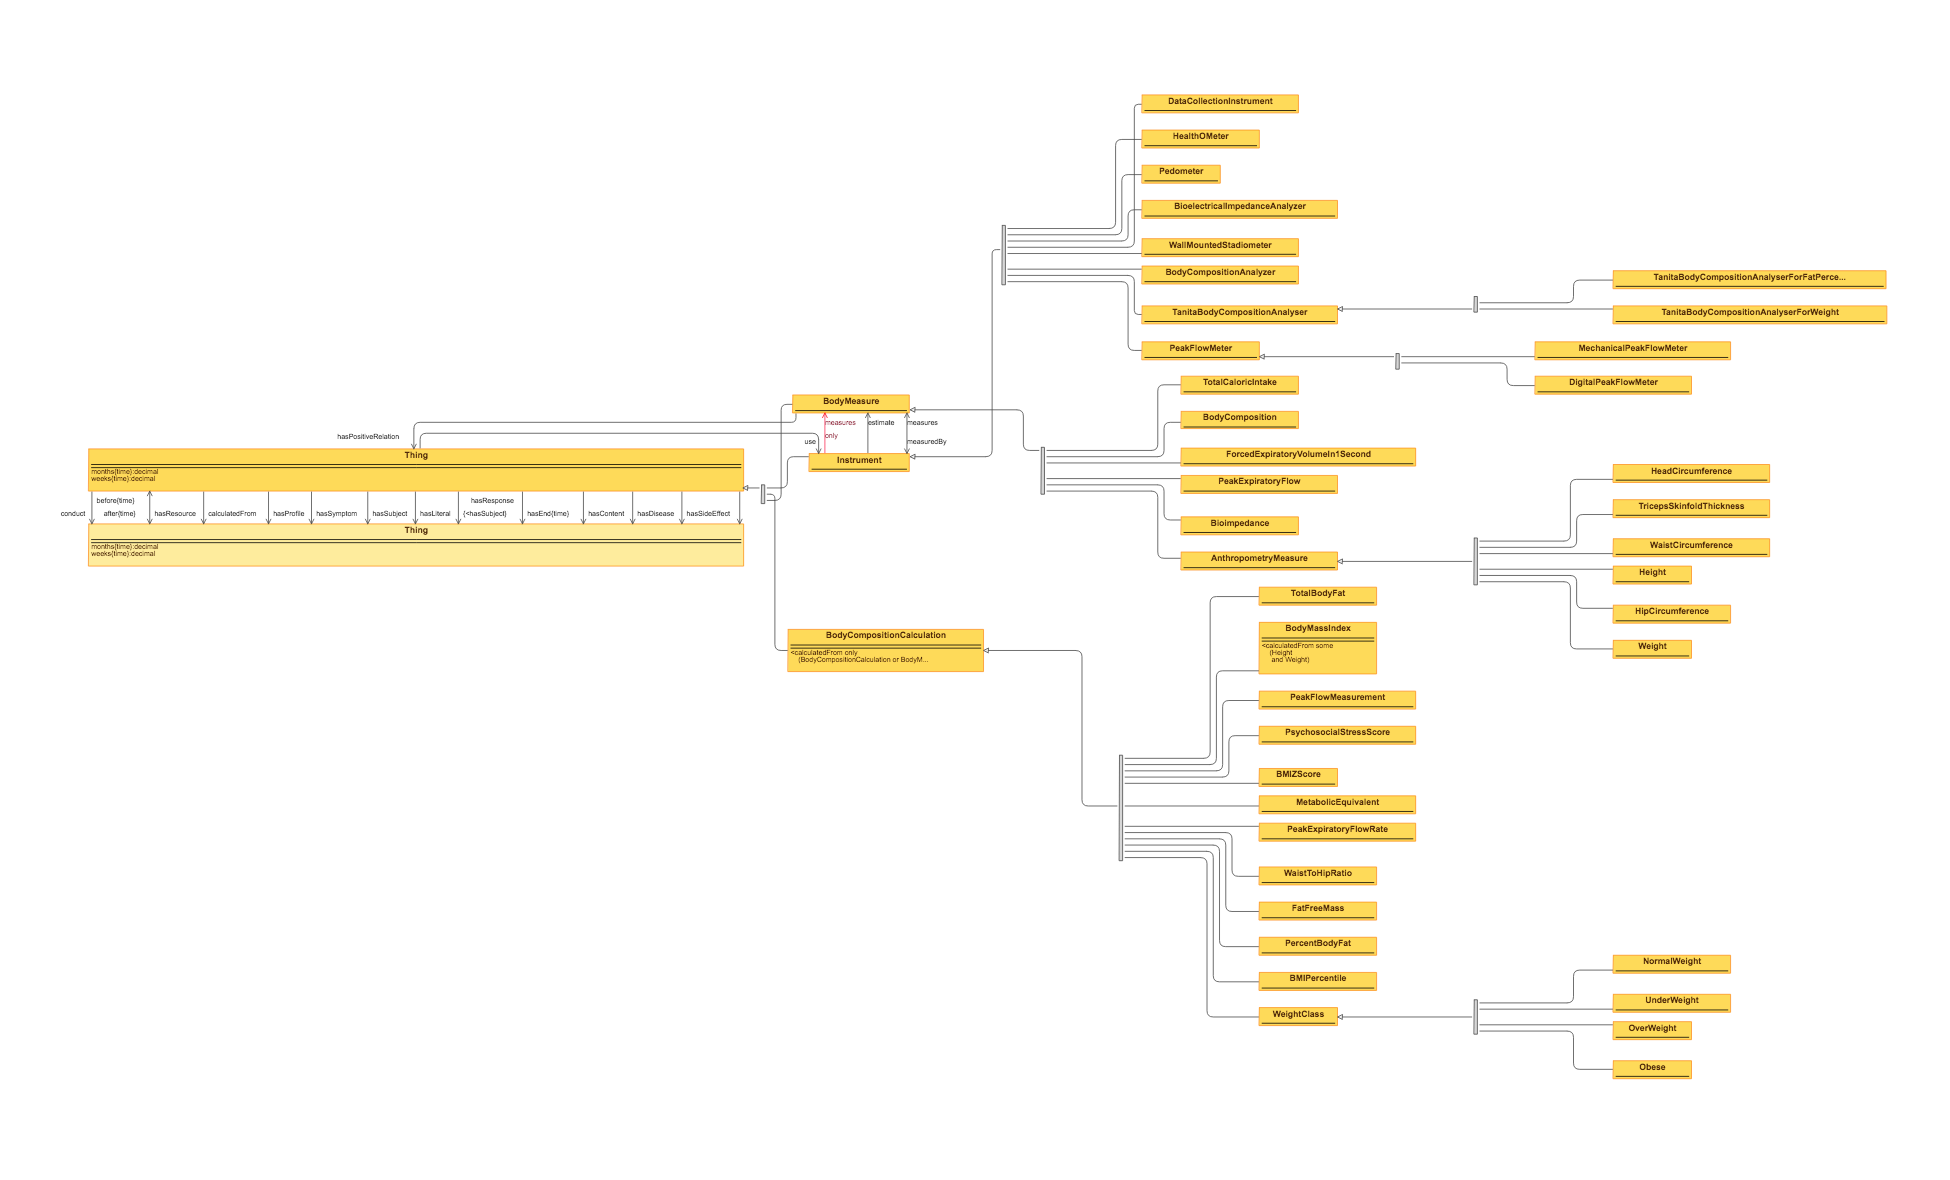 DataCollectionInstrument
HealthOMeter
Pedometer
BioelectricalImpedanceAnalyzer
WallMountedStadiometer
BodyCompositionAnalyzer
TanitaBodyCompositionAnalyserForFatPerce...
TanitaBodyCompositionAnalyser
TanitaBodyCompositionAnalyserForWeight
PeakFlowMeter
MechanicalPeakFlowMeter
DigitalPeakFlowMeter
TotalCaloricIntake
BodyMeasure
BodyComposition
measures
estimate
measures
hasPositiveRelation
only
use
measuredBy
Thing
months{time}:decimal
weeks{time}:decimal
Instrument
ForcedExpiratoryVolumeIn1Second
HeadCircumference
PeakExpiratoryFlow
before{time}
hasResponse
TricepsSkinfoldThickness
conduct
after{time}
hasResource
calculatedFrom
hasProfile
hasSymptom
hasSubject
hasLiteral
{<hasSubject}
hasEnd{time}
hasContent
hasDisease
hasSideEffect
Bioimpedance
Thing
months{time}:decimal
weeks{time}:decimal
WaistCircumference
AnthropometryMeasure
Height
TotalBodyFat
HipCircumference
BodyMassIndex
<calculatedFrom some
(Height
and Weight)
BodyCompositionCalculation
<calculatedFrom only
(BodyCompositionCalculation or BodyM...
Weight
PeakFlowMeasurement
PsychosocialStressScore
BMIZScore
MetabolicEquivalent
PeakExpiratoryFlowRate
WaistToHipRatio
FatFreeMass
PercentBodyFat
NormalWeight
BMIPercentile
UnderWeight
WeightClass
OverWeight
Obese